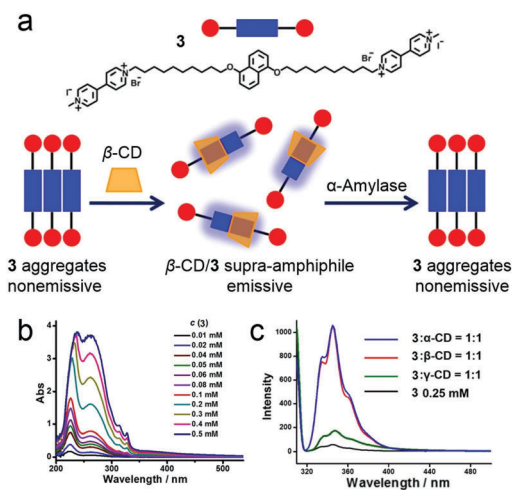 a
3
I⁻
Br⁻
Br⁻
I⁻
β-CD
α-Amylase
3 aggregates
nonemissive
β-CD/3 supra-amphiphile
emissive
3 aggregates
nonemissive
b
Abs
4
3
2
1
0
200
300
400
500
Wavelength / nm
c (3)
0.01 mM
0.02 mM
0.04 mM
0.05 mM
0.06 mM
0.08 mM
0.1 mM
0.2 mM
0.3 mM
0.4 mM
0.5 mM
c
Intensity
1000
800
600
400
200
0
320
360
400
440
480
Wavelength / nm
3:α-CD = 1:1
3:β-CD = 1:1
3:γ-CD = 1:1
3 0.25 mM